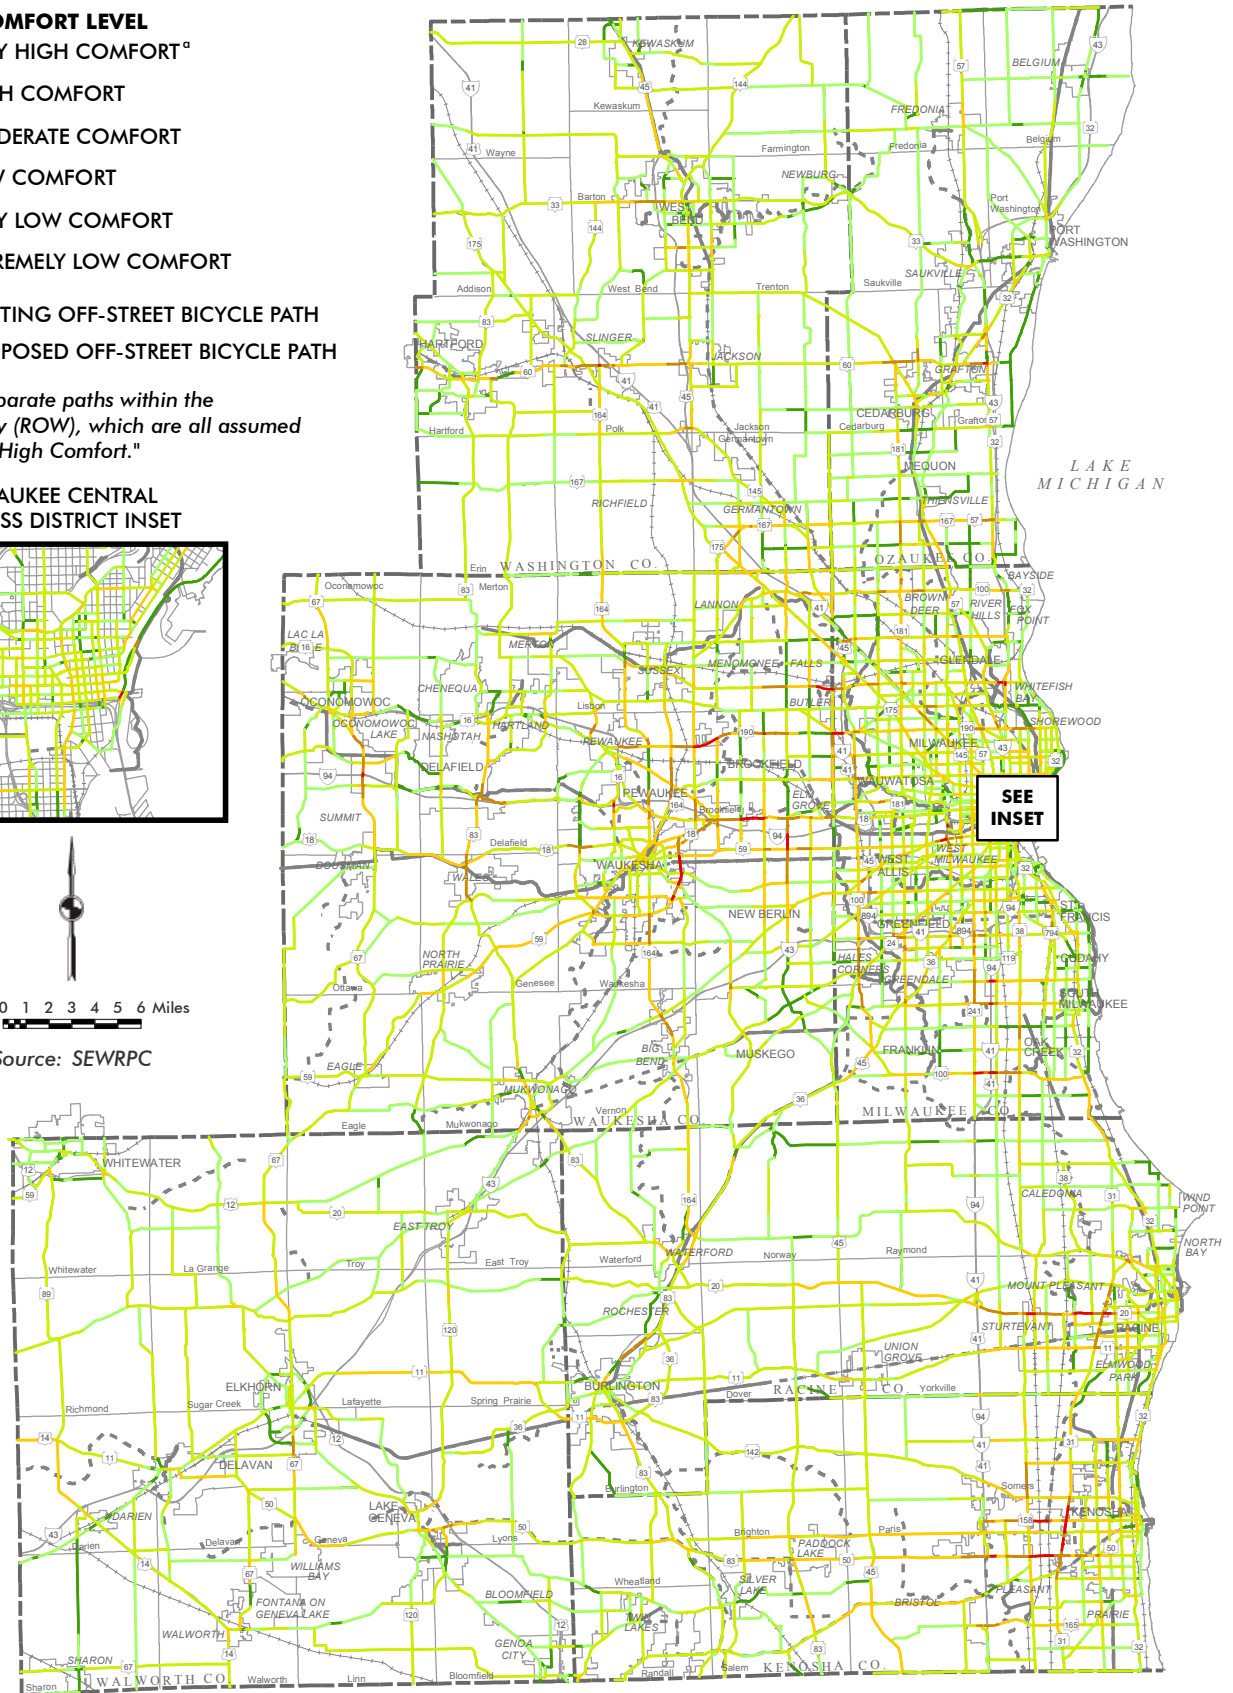 OMFORT LEVEL
Y HIGH COMFORTᵃ
H COMFORT
DERATE COMFORT
W COMFORT
Y LOW COMFORT
REMELY LOW COMFORT
TING OFF-STREET BICYCLE PATH
POSED OFF-STREET BICYCLE PATH
parate paths within the
y (ROW), which are all assumed
High Comfort."
AUKEE CENTRAL
SS DISTRICT INSET
0 1 2 3 4 5 6 Miles
Source: SEWRPC
LAKE
MICHIGAN
SEE
INSET
KEWASKUM
Kewaskum
Wayne
Barton
WEST
BEND
Farmington
NEWBURG
FREDONIA
Fredonia
BELGIUM
Belgium
Port
Washington
PORT
WASHINGTON
SAUKVILLE
Saukville
Addison
West Bend
Trenton
HARTFORD
SLINGER
JACKSON
GRAFTON
CEDARBURG
Cedarburg
Grafton
Hartford
Polk
Jackson
Germantown
MEQUON
THIENSVILLE
RICHFIELD
GERMANTOWN
Erin
WASHINGTON CO.
OZAUKEE CO.
Oconomowoc
Merton
LANNON
BAYSIDE
BROWN
DEER
RIVER
HILLS
FOX
POINT
LAC LA
BELLE
MERTON
SUSSEX
MENOMONEE FALLS
GLENDALE
CHENEQUA
OCONOMOWOC
Lisbon
BUTLER
WHITEFISH
BAY
OCONOMOWOC
LAKE
NASHOTAH
HARTLAND
PEWAUKEE
SHOREWOOD
MILWAUKEE
DELAFIELD
BROOKFIELD
WAUWATOSA
PEWAUKEE
Brookfield
ELM
GROVE
SUMMIT
Delafield
DOUSMAN
WALES
WAUKESHA
WEST
MILWAUKEE
WEST
ALLIS
NEW BERLIN
GREENFIELD
ST.
FRANCIS
NORTH
PRAIRIE
Ottawa
Genesee
Waukesha
HALES
CORNERS
GREENDALE
CUDAHY
SOUTH
MILWAUKEE
EAGLE
BIG
BEND
MUSKEGO
FRANKLIN
OAK
CREEK
MUKWONAGO
Vernon
Eagle
Mukwonago
WAUKESHA CO.
MILWAUKEE CO.
WHITEWATER
CALEDONIA
WIND
POINT
EAST TROY
WATERFORD
NORTH
BAY
Whitewater
La Grange
Troy
East Troy
Waterford
Norway
Raymond
MOUNT PLEASANT
ROCHESTER
STURTEVANT
RACINE
UNION
GROVE
ELMWOOD
PARK
ELKHORN
BURLINGTON
Dover
RACINE CO.
Yorkville
Richmond
Sugar Creek
Lafayette
Spring Prairie
DELAVAN
Burlington
Somers
DARIEN
LAKE
GENEVA
KENOSHA
Darien
Delavan
Geneva
Lyons
Brighton
Paris
PADDOCK
LAKE
WILLIAMS
BAY
Wheatland
SILVER
LAKE
PLEASANT
PRAIRIE
FONTANA ON
GENEVA LAKE
BLOOMFIELD
TWIN
LAKES
BRISTOL
WALWORTH
GENOA
CITY
SHARON
Sharon
WALWORTH CO.
Walworth
Linn
Bloomfield
Randall
Salem
KENOSHA CO.